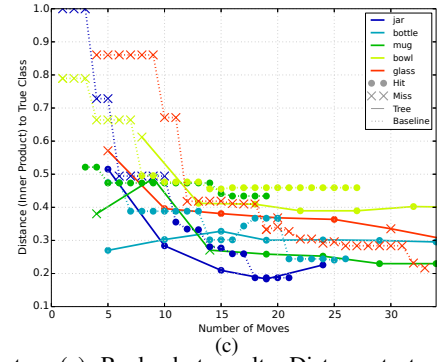 1.0
0.9
0.8
0.7
0.6
0.5
0.4
0.3
0.2
0.1
Distance (Inner Product) to True Class
0 5 10 15 20 25 30
Number of Moves
jar
bottle
mug
bowl
glass
Hit
Miss
Tree
Baseline
(c)